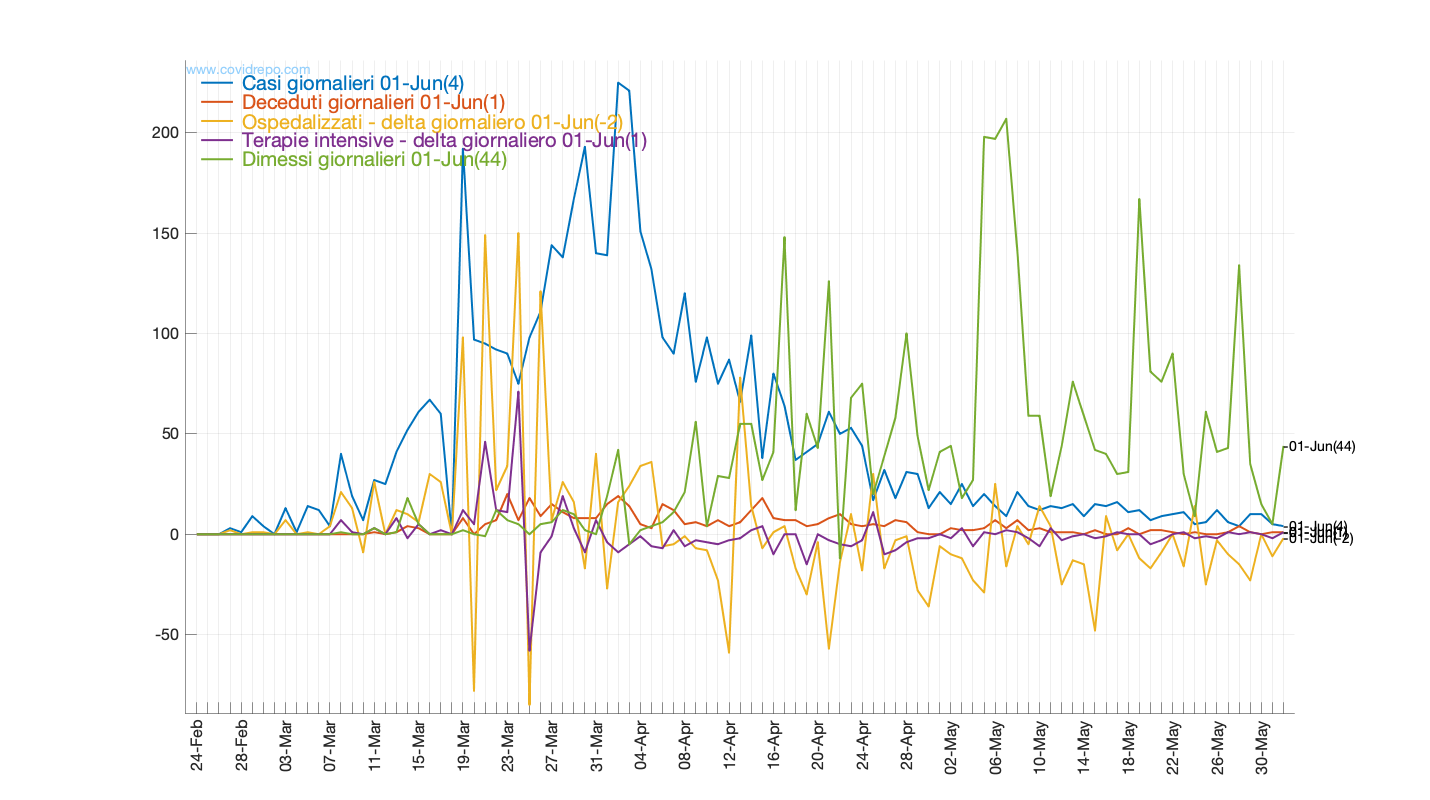 www.covidrepo.com
Casi giornalieri 01-Jun(4)
Deceduti giornalieri 01-Jun(1)
Ospedalizzati - delta giornaliero 01-Jun(-2)
Terapie intensive - delta giornaliero 01-Jun(1)
Dimessi giornalieri 01-Jun(44)
200
150
100
50
0
-50
01-Jun(44)
01-Jun(4)
01-Jun(-2)
24-Feb
28-Feb
03-Mar
07-Mar
11-Mar
15-Mar
19-Mar
23-Mar
27-Mar
31-Mar
04-Apr
08-Apr
12-Apr
16-Apr
20-Apr
24-Apr
28-Apr
02-May
06-May
10-May
14-May
18-May
22-May
26-May
30-May